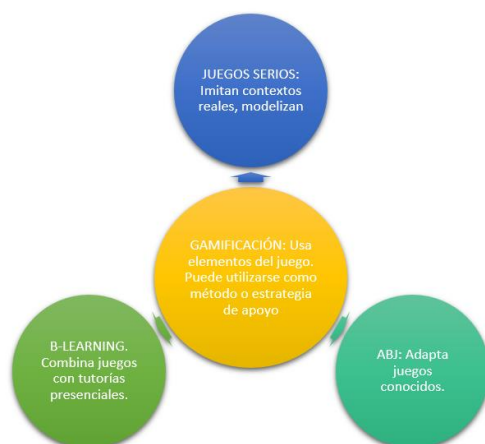 JUEGOS SERIOS:
Imitan contextos
reales, modelizan
GAMIFICACIÓN: Usa
elementos del juego.
Puede utilizarse como
método o estrategia
de apoyo
B-LEARNING.
Combina juegos
con tutorías
presenciales.
ABJ: Adapta
juegos
conocidos.